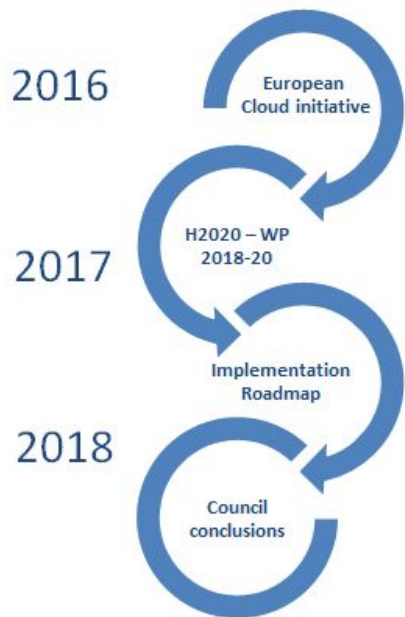 2016
European
Cloud initiative
H2020 – WP
2018-20
2017
Implementation
Roadmap
2018
Council
conclusions